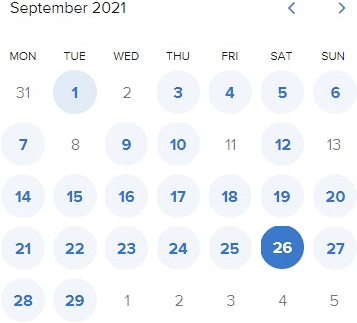 September 2021
MON TUE WED THU FRI SAT SUN
31 1 2 3 4 5 6
7 8 9 10 11 12 13
14 15 16 17 18 19 20
21 22 23 24 25 26 27
28 29 1 2 3 4 5